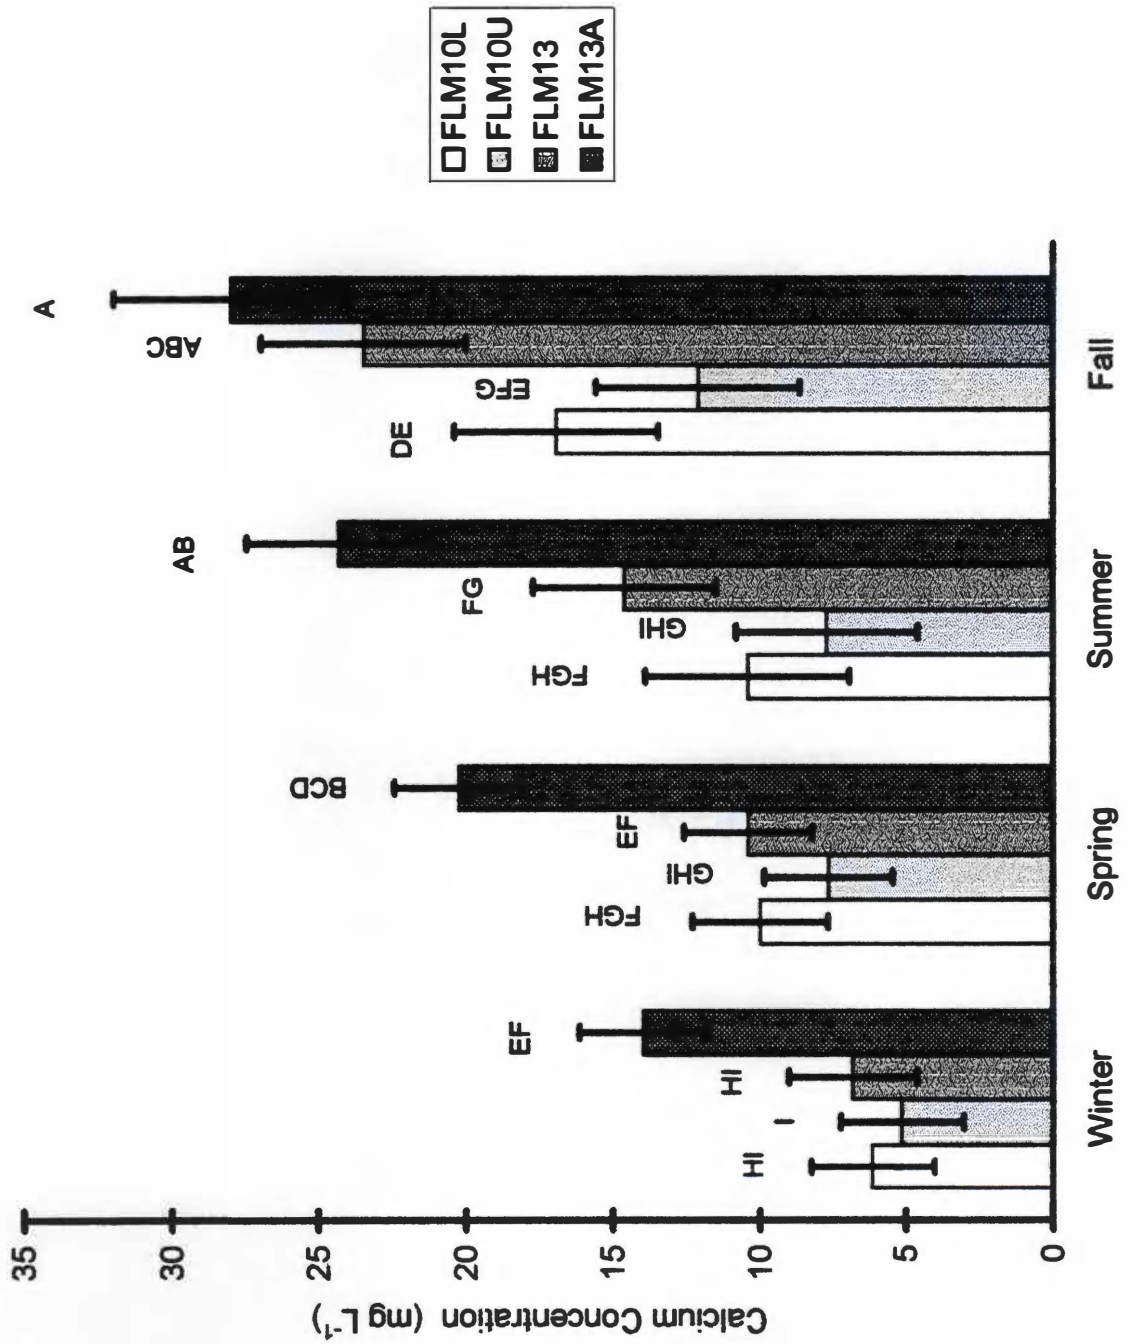 Calcium Concentration (mg L⁻¹)
35
30
25
20
15
10
5
0
HI
I
HI
EF
FGH
GHI
EF
BCD
FGH
GHI
FG
AB
DE
EFG
ABC
A
Winter
Spring
Summer
Fall
FLM10L
FLM10U
FLM13
FLM13A